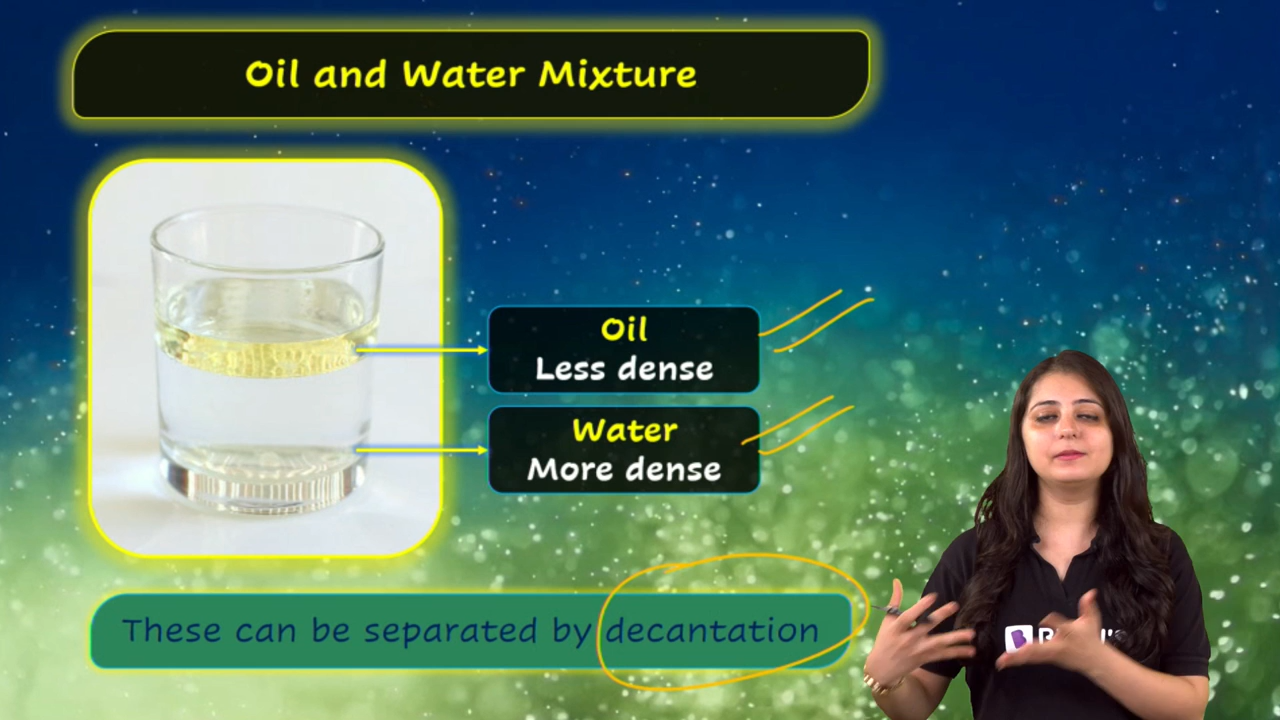 Oil and Water Mixture
Oil
Less dense
Water
More dense
These can be separated by decantation